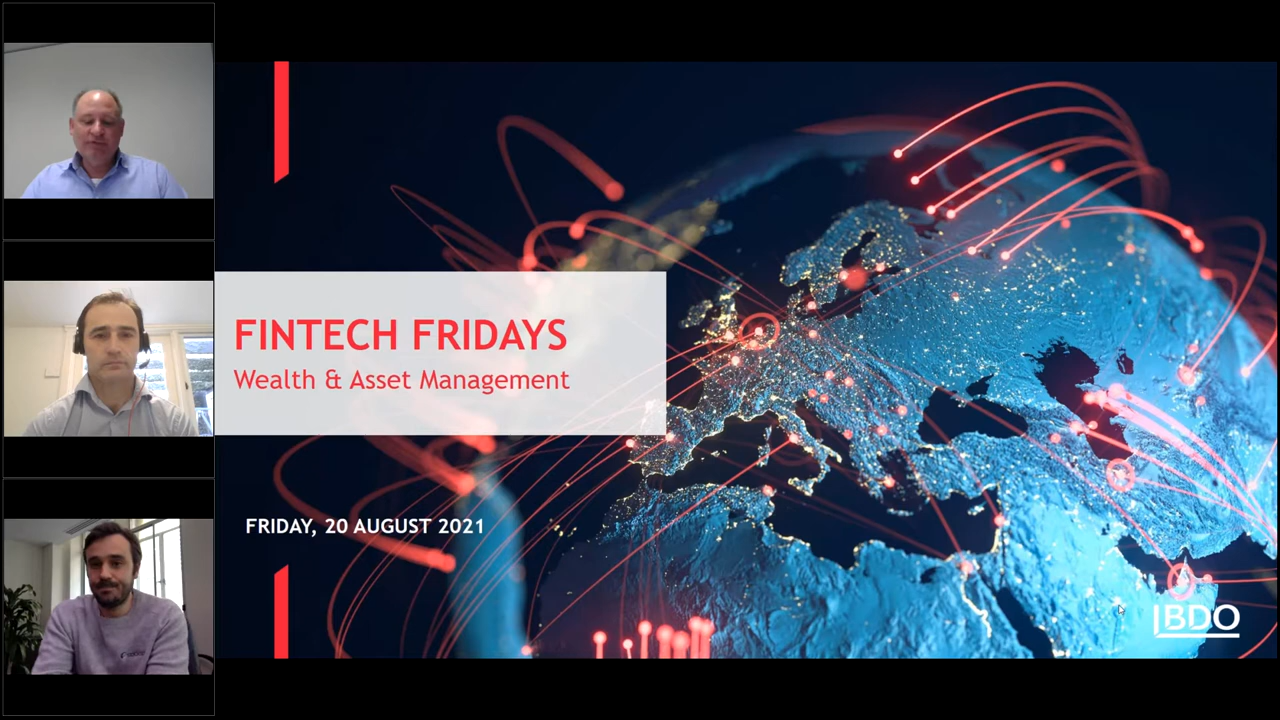 FINTECH FRIDAYS
Wealth & Asset Management
FRIDAY, 20 AUGUST 2021
BDO